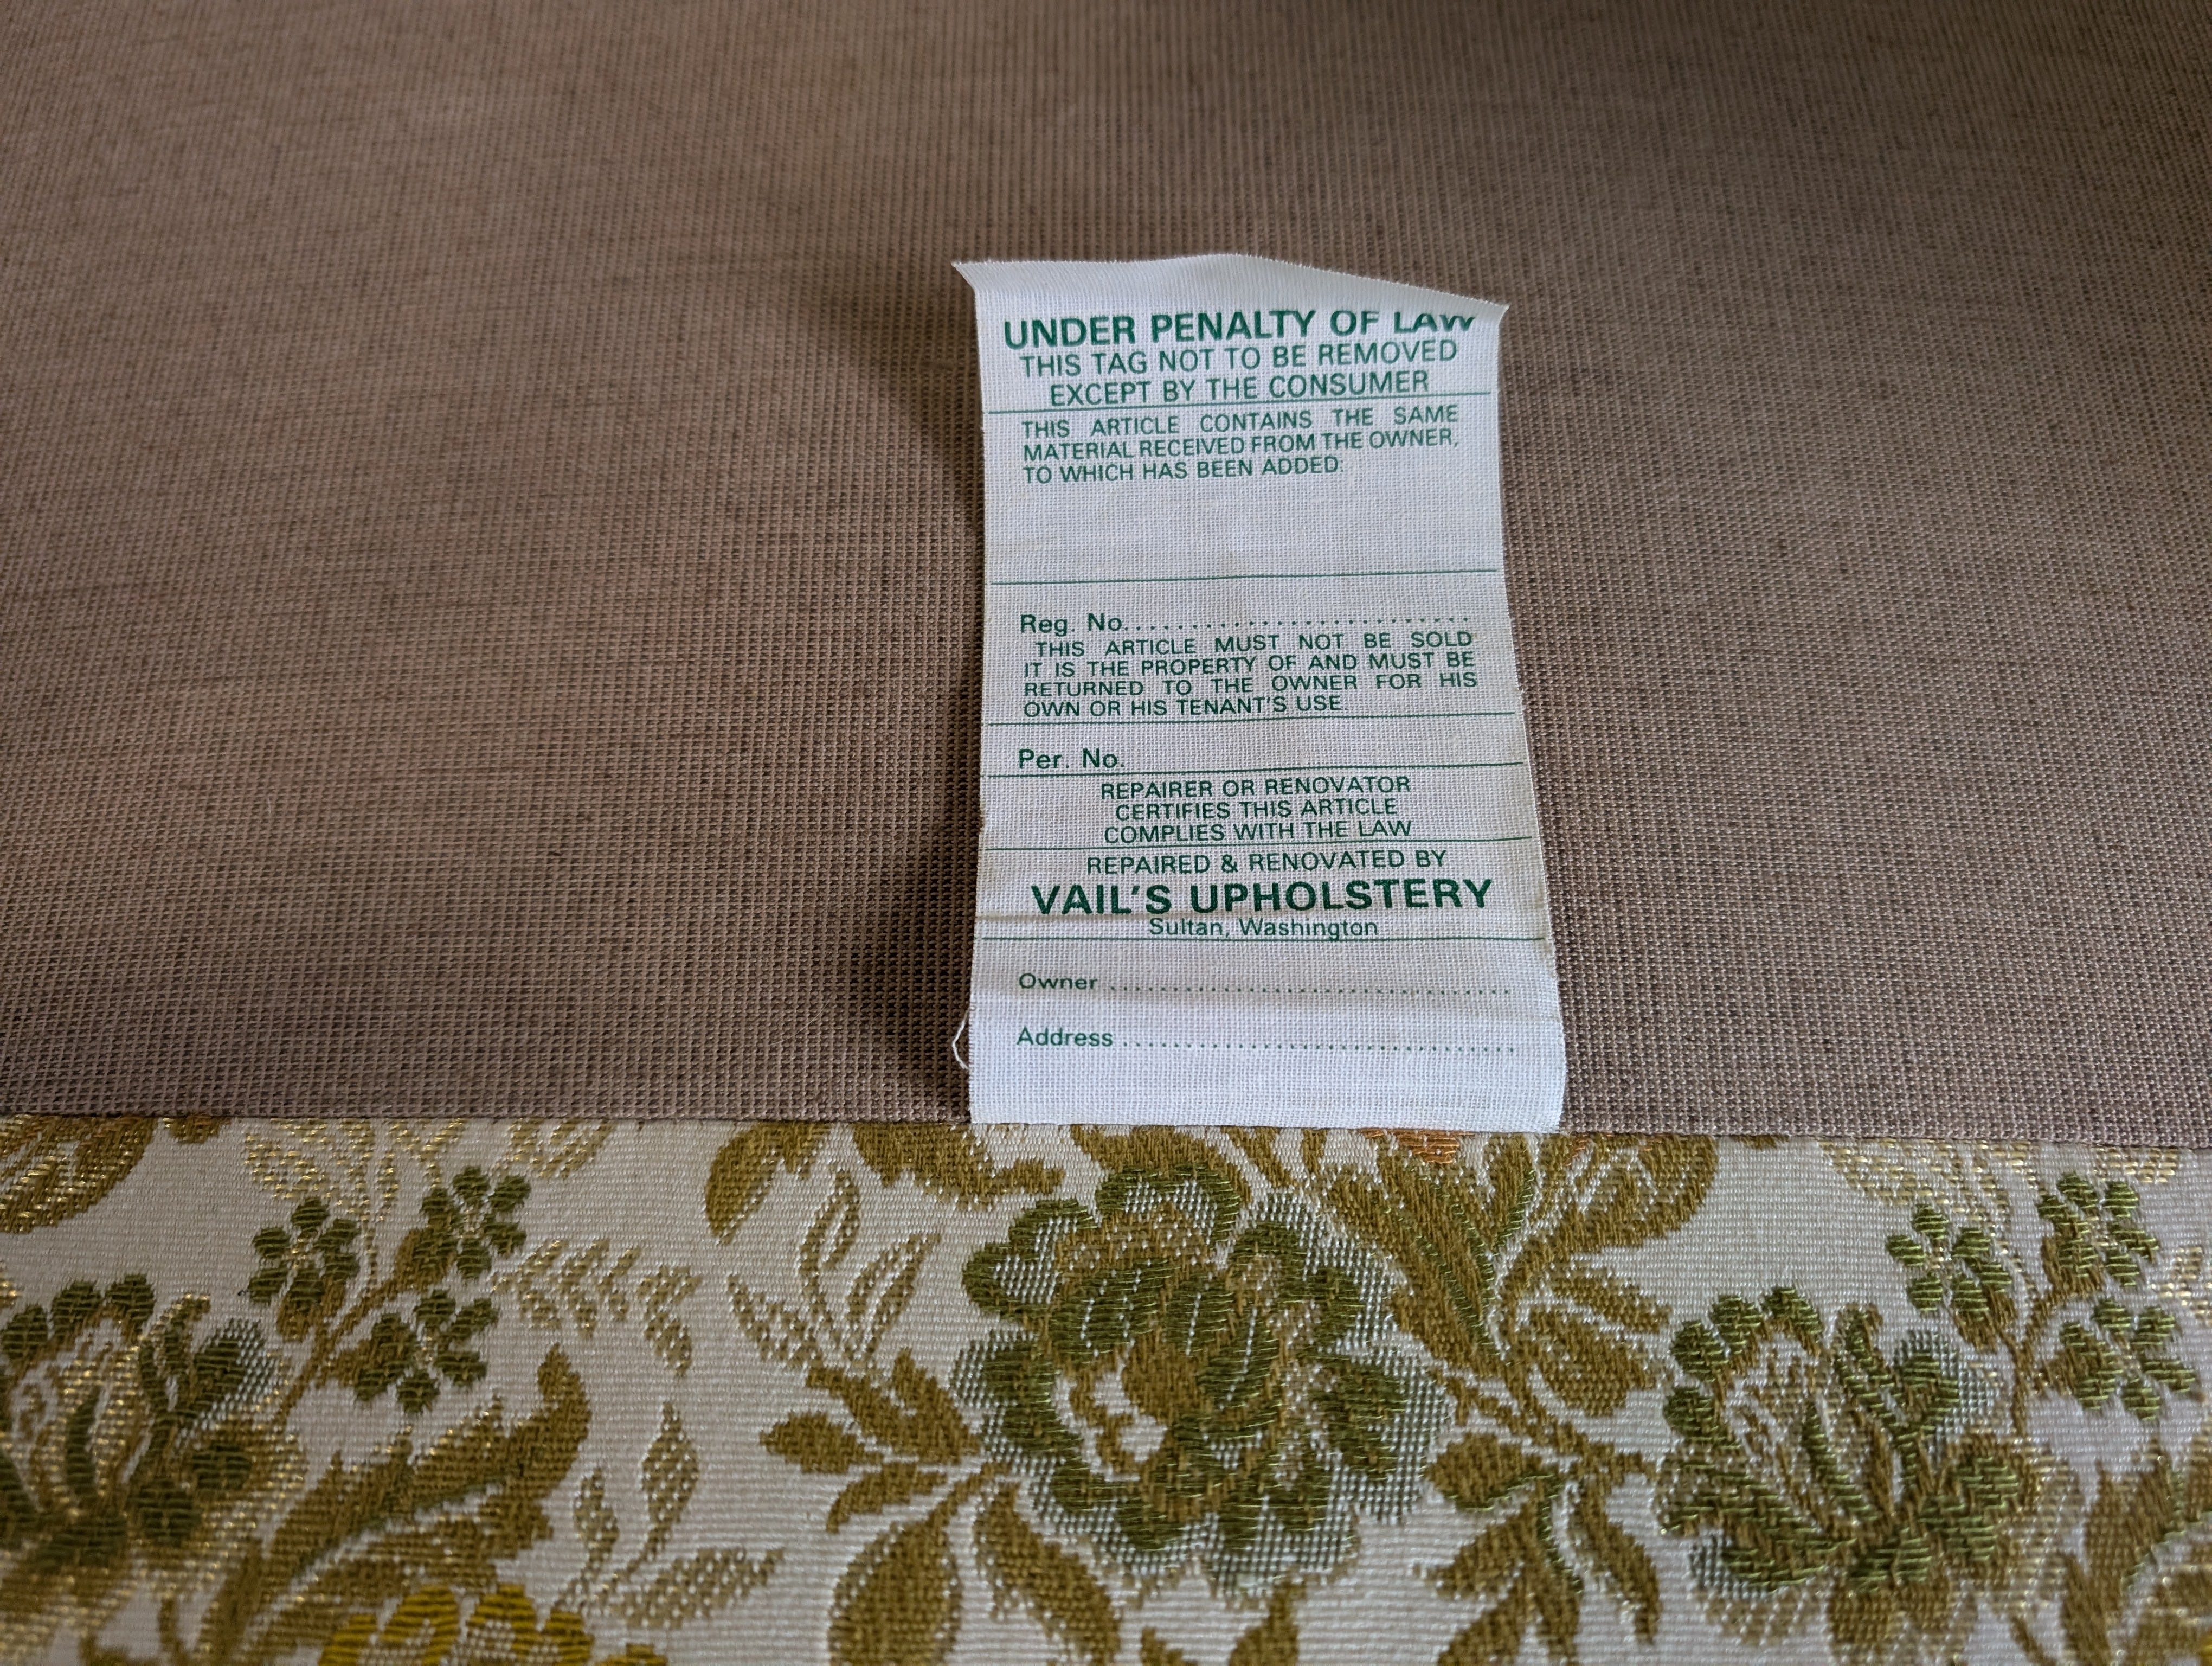 UNDER PENALTY OF LAW
THIS TAG NOT TO BE REMOVED
EXCEPT BY THE CONSUMER
THIS ARTICLE CONTAINS THE SAME
MATERIAL RECEIVED FROM THE OWNER,
TO WHICH HAS BEEN ADDED:
Reg. No..............................
THIS ARTICLE MUST NOT BE SOLD
IT IS THE PROPERTY OF AND MUST BE
RETURNED TO THE OWNER FOR HIS
OWN OR HIS TENANT'S USE.
Per. No.
REPAIRER OR RENOVATOR
CERTIFIES THIS ARTICLE
COMPLIES WITH THE LAW
REPAIRED & RENOVATED BY
VAIL'S UPHOLSTERY
Sultan, Washington
Owner ................................
Address ...............................